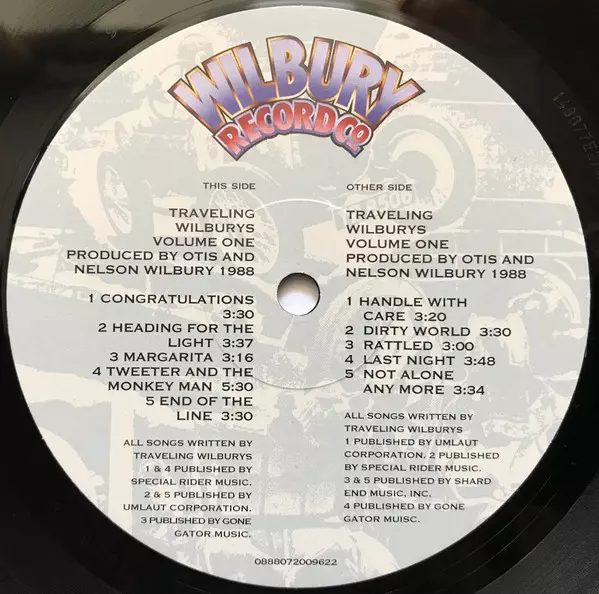 WILBURY
RECORD CO
THIS SIDE
TRAVELING
WILBURYS
VOLUME ONE
PRODUCED BY OTIS AND
NELSON WILBURY 1988
1 CONGRATULATIONS
3:30
2 HEADING FOR THE
LIGHT 3:37
3 MARGARITA 3:16
4 TWEETER AND THE
MONKEY MAN 5:30
5 END OF THE
LINE 3:30
ALL SONGS WRITTEN BY
TRAVELING WILBURYS
1 & 4 PUBLISHED BY
SPECIAL RIDER MUSIC.
2 & 5 PUBLISHED BY
UMLAUT CORPORATION.
3 PUBLISHED BY GONE
GATOR MUSIC.
OTHER SIDE
TRAVELING
WILBURYS
VOLUME ONE
PRODUCED BY OTIS AND
NELSON WILBURY 1988
1 HANDLE WITH
CARE 3:20
2 DIRTY WORLD 3:30
3 RATTLED 3:00
4 LAST NIGHT 3:48
5 NOT ALONE
ANY MORE 3:34
ALL SONGS WRITTEN BY
TRAVELING WILBURYS
1 PUBLISHED BY UMLAUT
CORPORATION. 2 PUBLISHED
BY SPECIAL RIDER MUSIC.
3 & 5 PUBLISHED BY SHARD
END MUSIC, INC.
4 PUBLISHED BY GONE
GATOR MUISC.
0888072009622